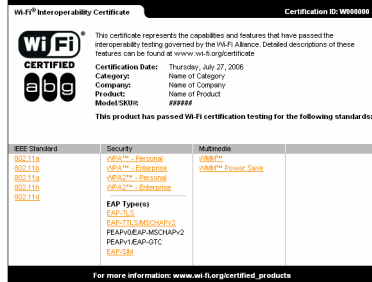 Wi-Fi® Interoperability Certificate
Certification ID: W000000
Wi Fi®
CERTIFIED
a b g
This certificate represents the capabilities and features that have passed the
interoperability testing governed by the Wi-Fi Alliance. Detailed descriptions of these
features can be found at www.wi-fi.org/certificate
Certification Date: Thursday, July 27, 2006
Category: Name of Category
Company: Name of Company
Product: Name of Product
Model/SKU#: ######
This product has passed Wi-Fi certification testing for the following standards:
IEEE Standard
802.11a
802.11b
802.11g
802.11h
802.11d
Security
WPA™ - Personal
WPA™ - Enterprise
WPA2™ - Personal
WPA2™ - Enterprise
EAP Type(s)
EAP-TLS
EAP-TTLS/MSCHAPv2
PEAPv0/EAP-MSCHAPv2
PEAPv1/EAP-GTC
EAP-SIM
Multimedia
WMM™
WMM™ Power Save
For more information: www.wi-fi.org/certified_products